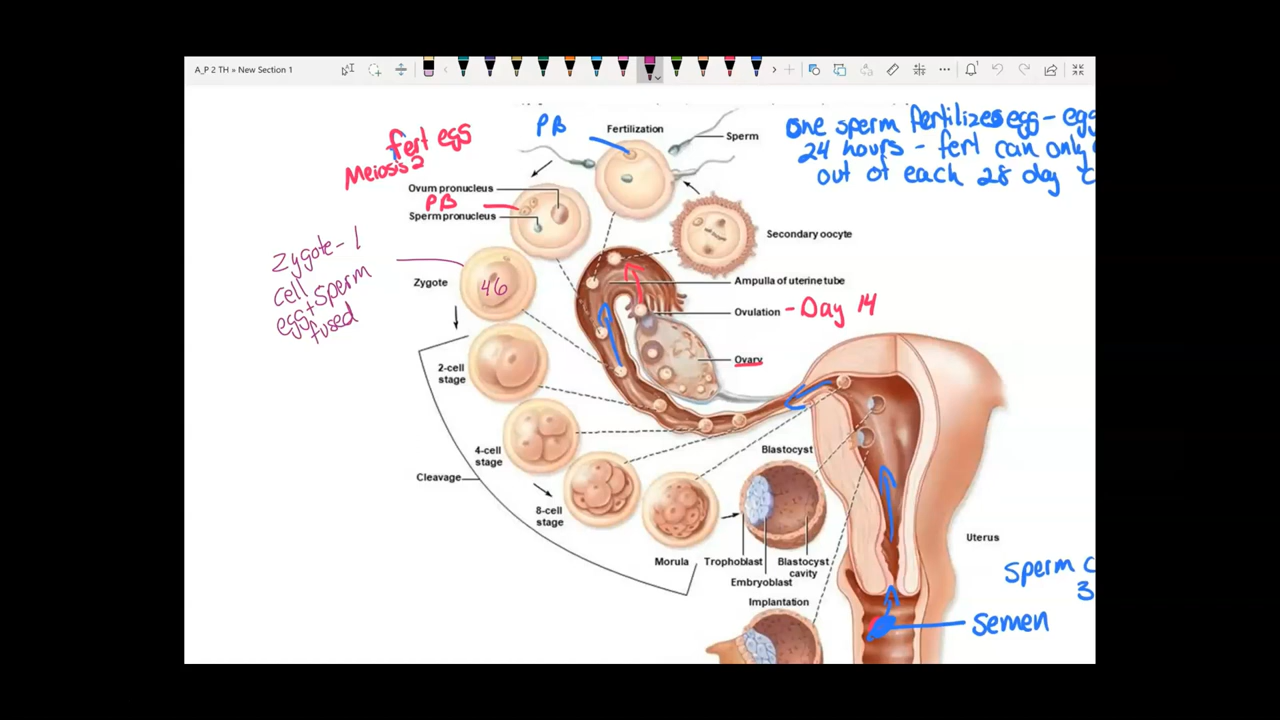 A_P 2 TH » New Section 1
PB
Fertilization
Sperm
one sperm fertilizes egg - egg
24 hours - fert can only
out of each 28 day
fert egg
Meiosis 2
Ovum pronucleus
PB
Sperm pronucleus
Secondary oocyte
Zygote - 1
cell
egg + sperm
fused
Zygote
46
Ampulla of uterine tube
Ovulation - Day 14
Ovary
2-cell
stage
4-cell
stage
Cleavage
8-cell
stage
Morula
Blastocyst
Trophoblast
Blastocyst
cavity
Embryoblast
Implantation
Uterus
Sperm
3
Semen